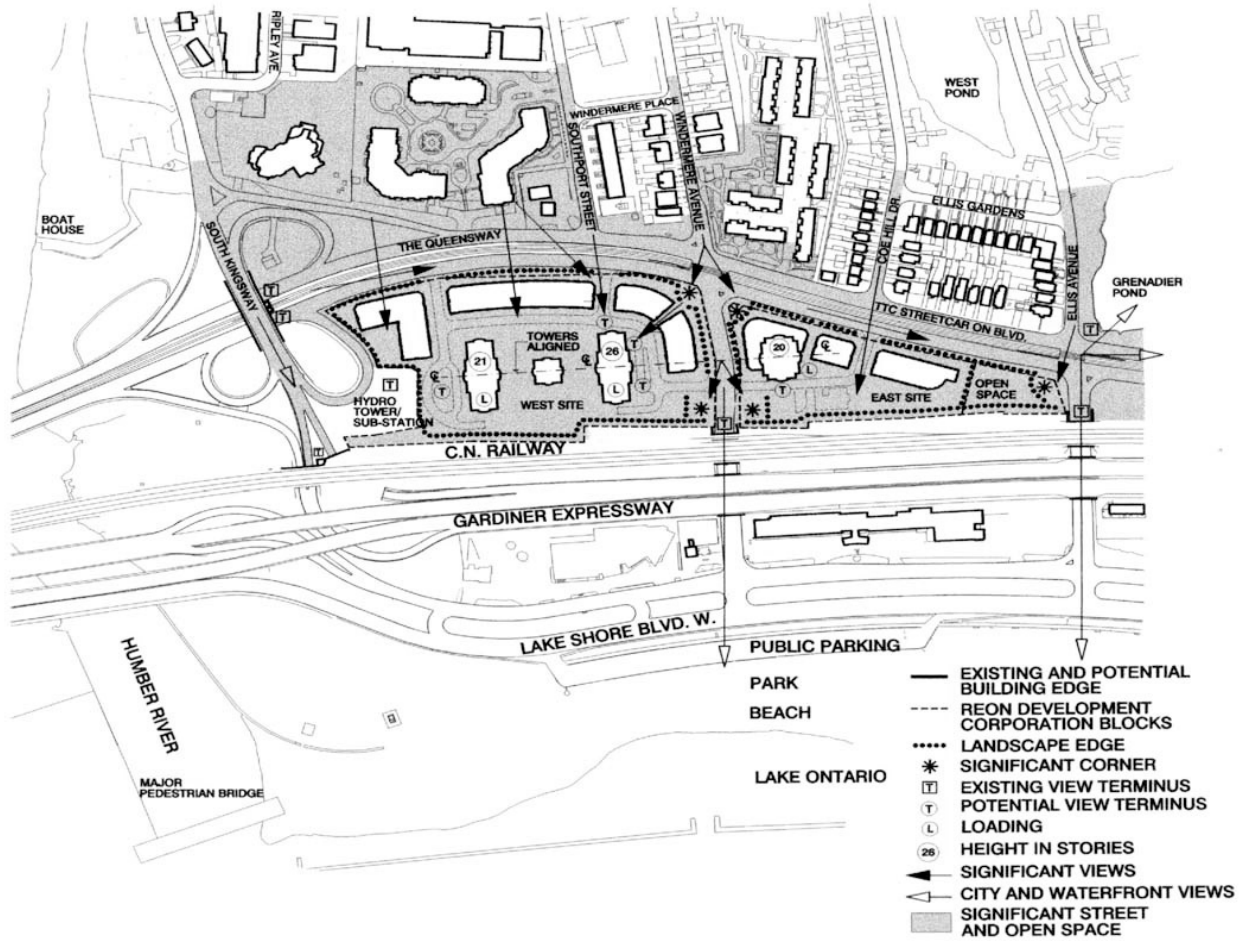 RIPLEY AVE.
WEST
POND
WINDERMERE PLACE
SOUTHPORT STREET
WINDERMERE AVENUE
ELLIS GARDENS
COE HILL DR.
ELLIS AVENUE
BOAT
HOUSE
SOUTH KINGSWAY
THE QUEENSWAY
GRENADIER
POND
TTC STREETCAR ON BLVD.
T
T
T
T
T
TOWERS
ALIGNED
21
26
20
L
L
L
T
T
T
T
HYDRO
TOWER/
SUB-STATION
WEST SITE
EAST SITE
OPEN
SPACE
T
T
T
C.N. RAILWAY
GARDINER EXPRESSWAY
LAKE SHORE BLVD. W.
PUBLIC PARKING
PARK
BEACH
LAKE ONTARIO
HUMBER RIVER
MAJOR
PEDESTRIAN BRIDGE
EXISTING AND POTENTIAL
BUILDING EDGE
REON DEVELOPMENT
CORPORATION BLOCKS
LANDSCAPE EDGE
SIGNIFICANT CORNER
T EXISTING VIEW TERMINUS
T POTENTIAL VIEW TERMINUS
L LOADING
26 HEIGHT IN STORIES
SIGNIFICANT VIEWS
CITY AND WATERFRONT VIEWS
SIGNIFICANT STREET
AND OPEN SPACE